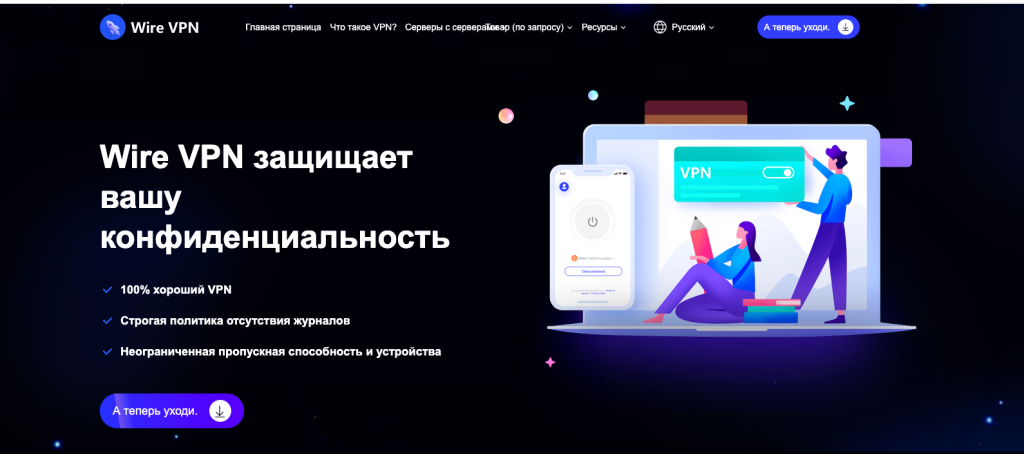 Wire VPN
Главная страница
Что такое VPN?
Серверы с серверами
Товар (по запросу)
Ресурсы
Русский
А теперь уходи.
Wire VPN защищает
вашу
конфиденциальность
100% хороший VPN
Строгая политика отсутствия журналов
Неограниченная пропускная способность и устройства
А теперь уходи.
VPN
Disconnected